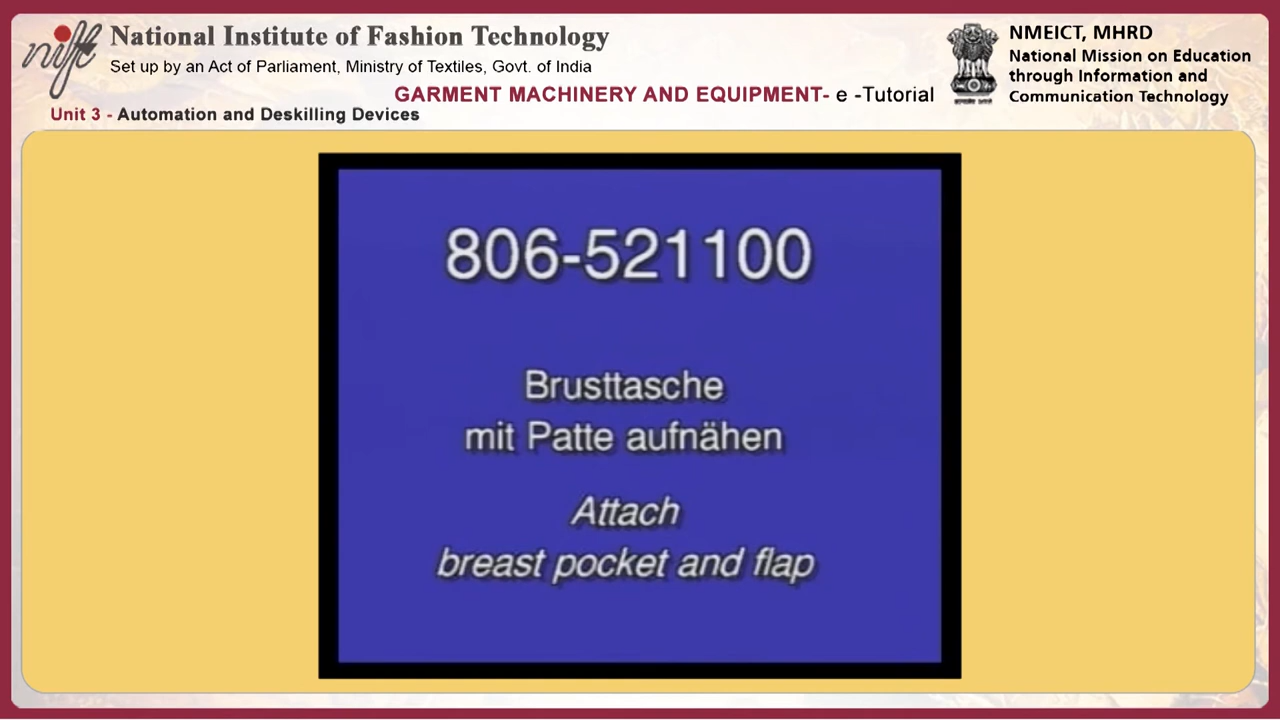 nift
National Institute of Fashion Technology
Set up by an Act of Parliament, Ministry of Textiles, Govt. of India
GARMENT MACHINERY AND EQUIPMENT- e -Tutorial
Unit 3 - Automation and Deskilling Devices
NMEICT, MHRD
National Mission on Education
through Information and
Communication Technology
806-521100
Brusttasche
mit Patte aufnähen
Attach
breast pocket and flap